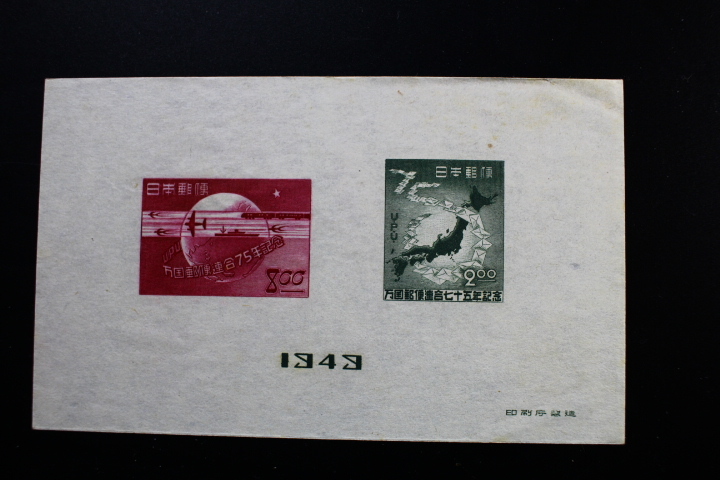 日本郵便
UPU
万国郵便連合75年記念
8.00
日本郵便
UPU
2.00
万国郵便連合七十五年記念
1949
印刷庁製造